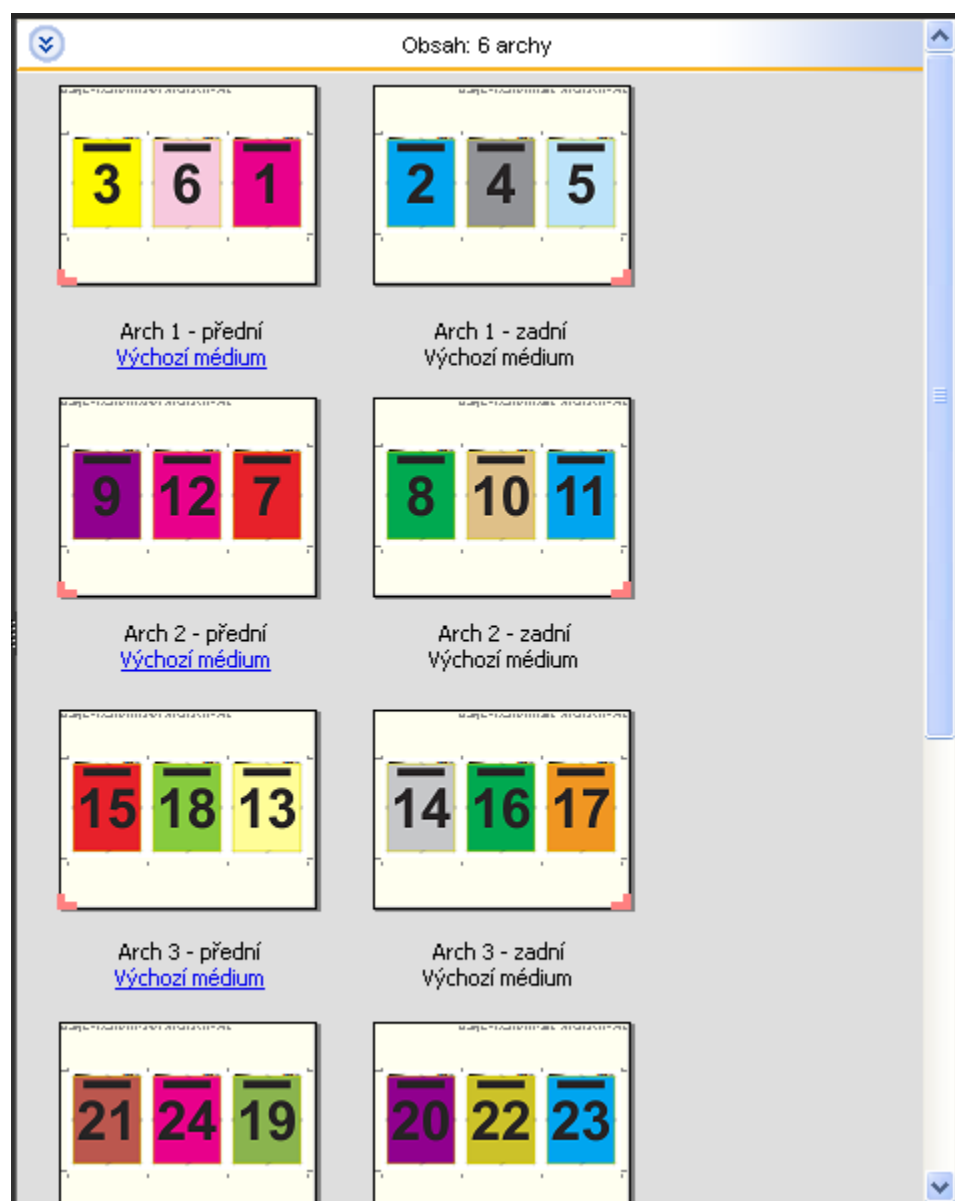 Obsah: 6 archy
3 6 1
2 4 5
Arch 1 - přední
Výchozí médium
Arch 1 - zadní
Výchozí médium
9 12 7
8 10 11
Arch 2 - přední
Výchozí médium
Arch 2 - zadní
Výchozí médium
15 18 13
14 16 17
Arch 3 - přední
Výchozí médium
Arch 3 - zadní
Výchozí médium
21 24 19
20 22 23